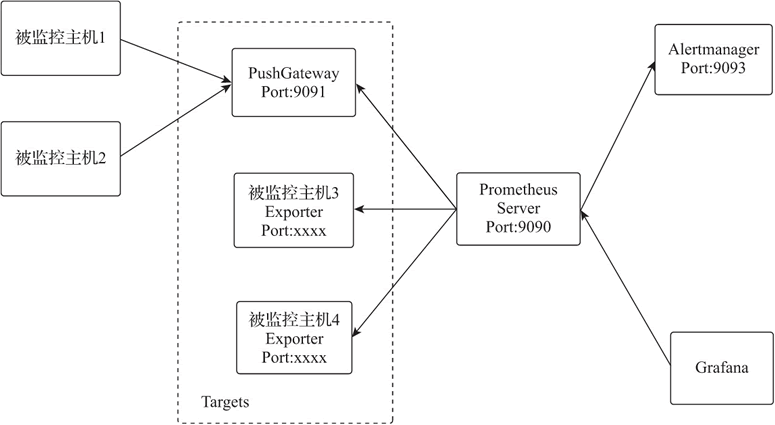 被监控主机1
被监控主机2
PushGateway
Port:9091
被监控主机3
Exporter
Port:xxxx
被监控主机4
Exporter
Port:xxxx
Targets
Prometheus
Server
Port:9090
Alertmanager
Port:9093
Grafana